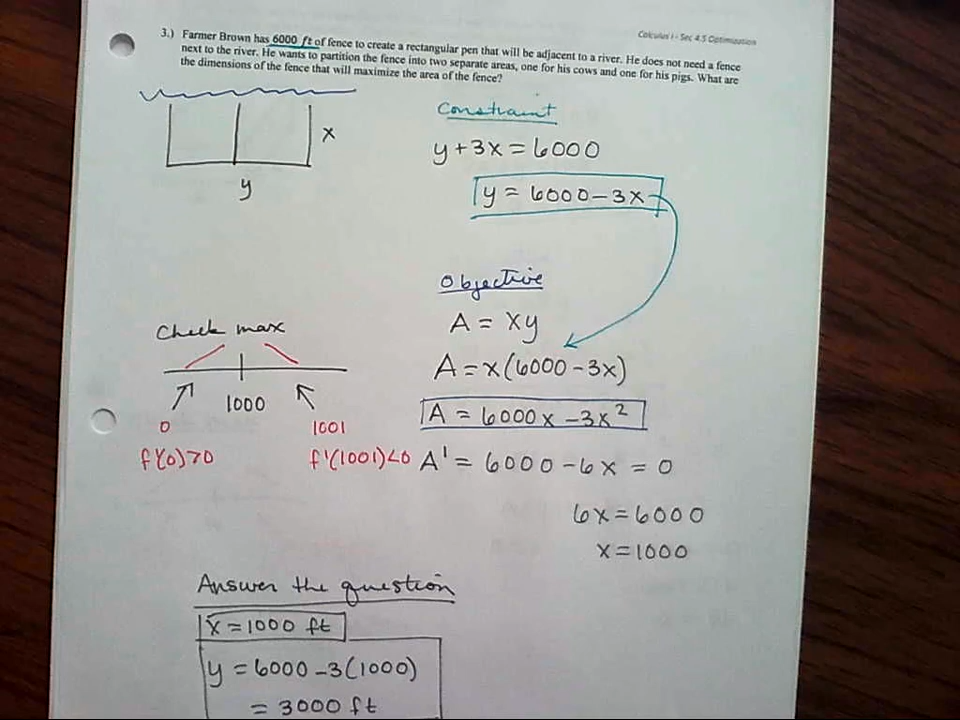 Calculus I - Sec 4.5 Optimization
3.) Farmer Brown has 6000 ft of fence to create a rectangular pen that will be adjacent to a river. He does not need a fence
next to the river. He wants to partition the fence into two separate areas, one for his cows and one for his pigs. What are
the dimensions of the fence that will maximize the area of the fence?
x
y
Constraint
y + 3x = 6000
y = 6000 - 3x
Objective
A = xy
A = x(6000 - 3x)
A = 6000x - 3x²
A' = 6000 - 6x = 0
6x = 6000
x = 1000
Check max
1000
0
1001
f'(0)>0
f'(1001)<0
Answer the question
x = 1000 ft
y = 6000 - 3(1000)
= 3000 ft